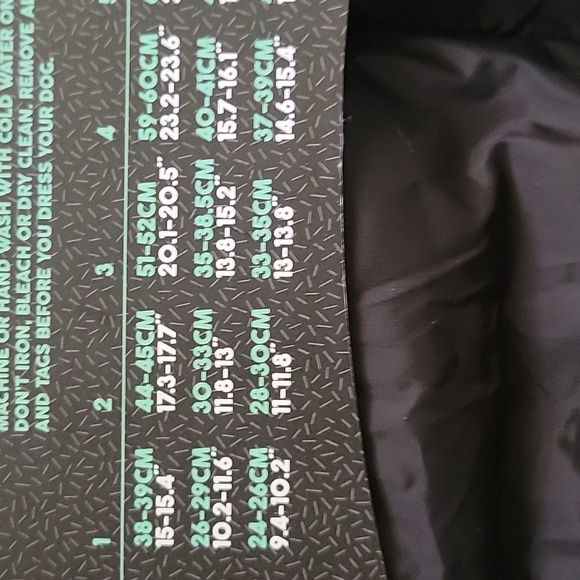 MACHINE OR HAND WASH WITH COLD WATER
DON'T IRON, BLEACH OR DRY CLEAN. REMOVE
AND TAGS BEFORE YOU DRESS YOUR DOG.
1 2 3 4
38-39CM 44-45CM 51-52CM 59-60CM
15-15.4" 17.3-17.7" 20.1-20.5" 23.2-23.6"
26-29CM 30-33CM 35-38.5CM 40-41CM
10.2-11.6" 11.8-13" 13.8-15.2" 15.7-16.1"
24-26CM 28-30CM 33-35CM 37-39CM
9.4-10.2" 11-11.8" 13-13.8" 14.6-15.4"